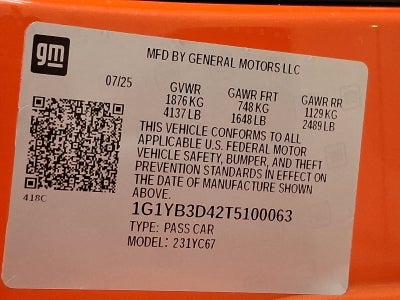 gm
MFD BY GENERAL MOTORS LLC
07/25
GVWR GAWR FRT GAWR RR
1876 KG 748 KG 1129 KG
4137 LB 1648 LB 2489 LB
THIS VEHICLE CONFORMS TO ALL
APPLICABLE U.S. FEDERAL MOTOR
VEHICLE SAFETY, BUMPER, AND THEFT
PREVENTION STANDARDS IN EFFECT ON
THE DATE OF MANUFACTURE SHOWN
ABOVE.
418C
1G1YB3D42T5100063
TYPE: PASS CAR
MODEL: 231YC67